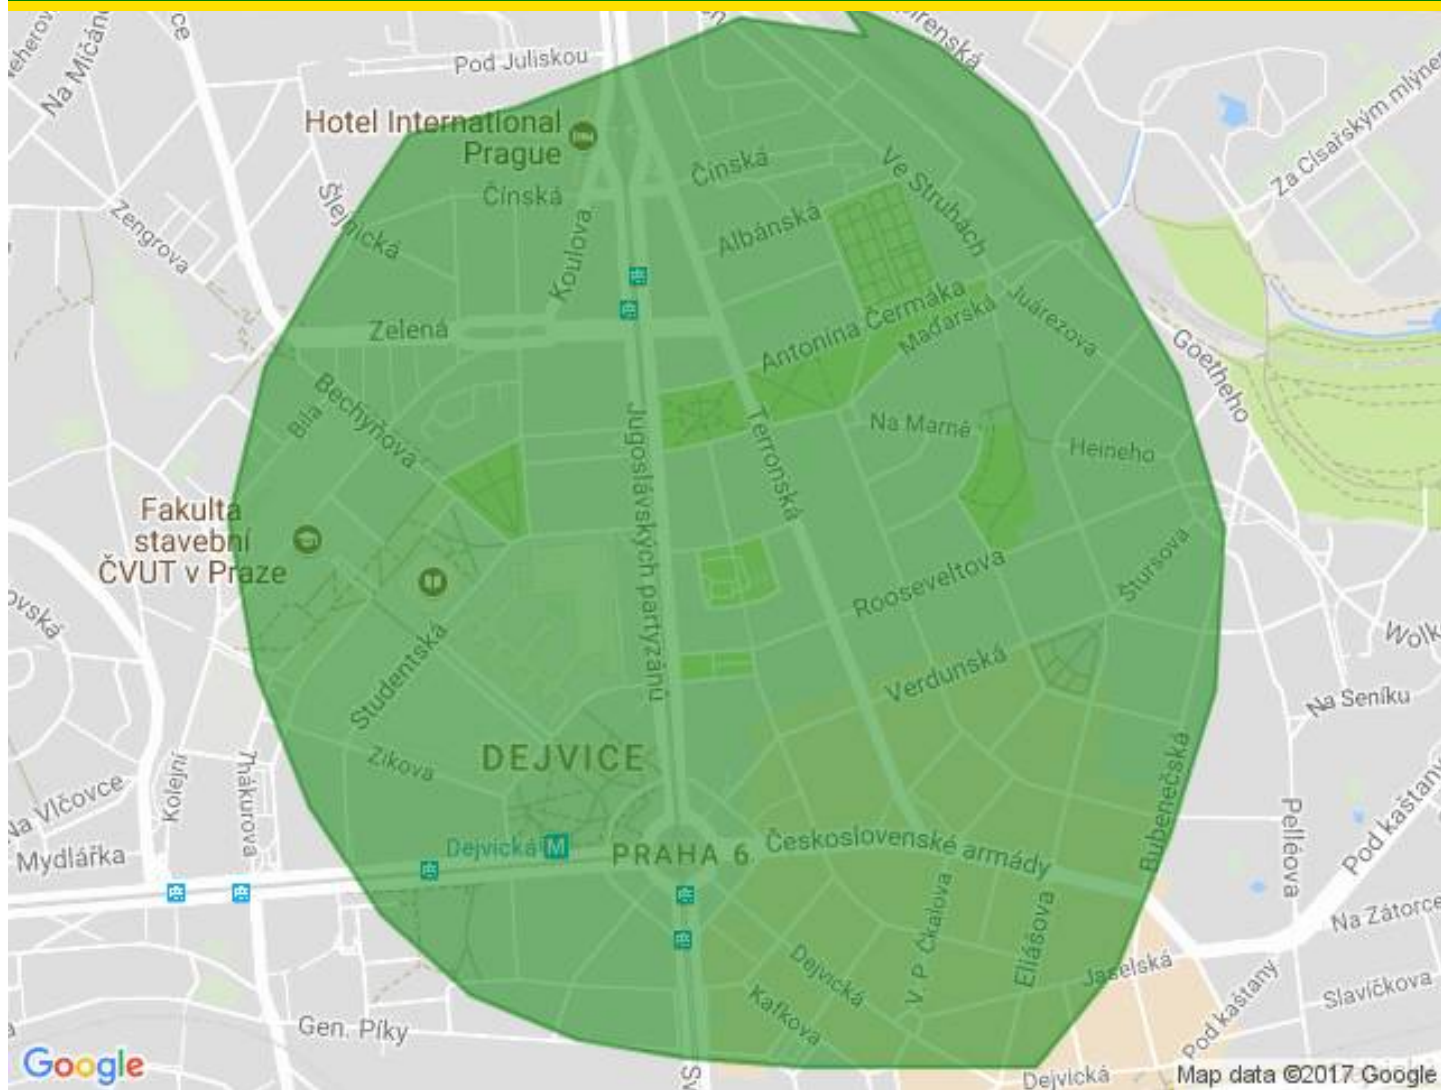 Na Míčánce
Pod Juliskou
Hotel International
Prague
Čínská
Čínská
Ve Struhách
Za Císařským mlýnem
Šlejnická
Zengrova
Koulova
Albánská
Antonína Čermáka
Maďarská
Juárezova
Zelená
Goetheho
Bechyňova
Bílá
Jugoslávských partyzánů
Terronská
Na Marně
Heineho
Fakulta
stavební
ČVUT v Praze
Rooseveltova
Štursova
Wolk
Studentská
Verdunská
Na Seníku
Zikova
DEJVICE
Bubenečská
Kolejní
Thákurova
Na Vlčovce
Mydlářka
Dejvická M
PRAHA 6
Československé armády
Pelléova
Pod kaštany
V. P. Čkalova
Eliášova
Na Zátorce
Dejvická
Jaselská
Kafkova
Pod kaštany
Slavíčkova
Gen. Píky
Google
Dejvická
Map data ©2017 Google